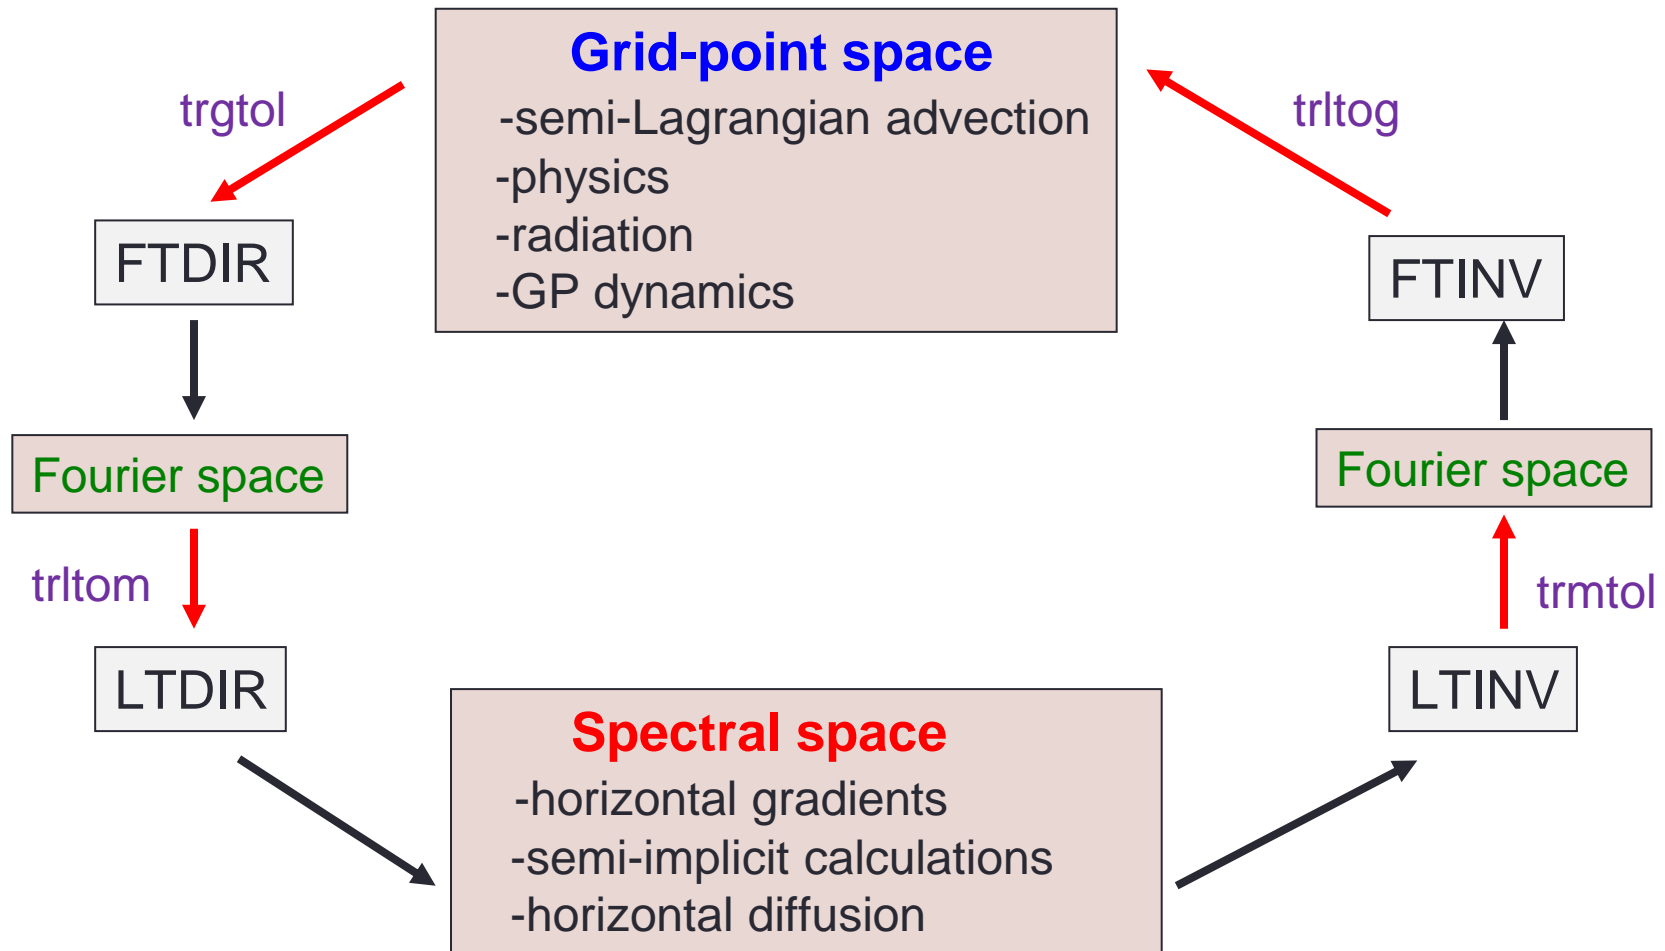 Grid-point space
-semi-Lagrangian advection
-physics
-radiation
-GP dynamics
trgtol
trltog
FTDIR
FTINV
Fourier space
Fourier space
trltom
trmtol
LTDIR
LTINV
Spectral space
-horizontal gradients
-semi-implicit calculations
-horizontal diffusion